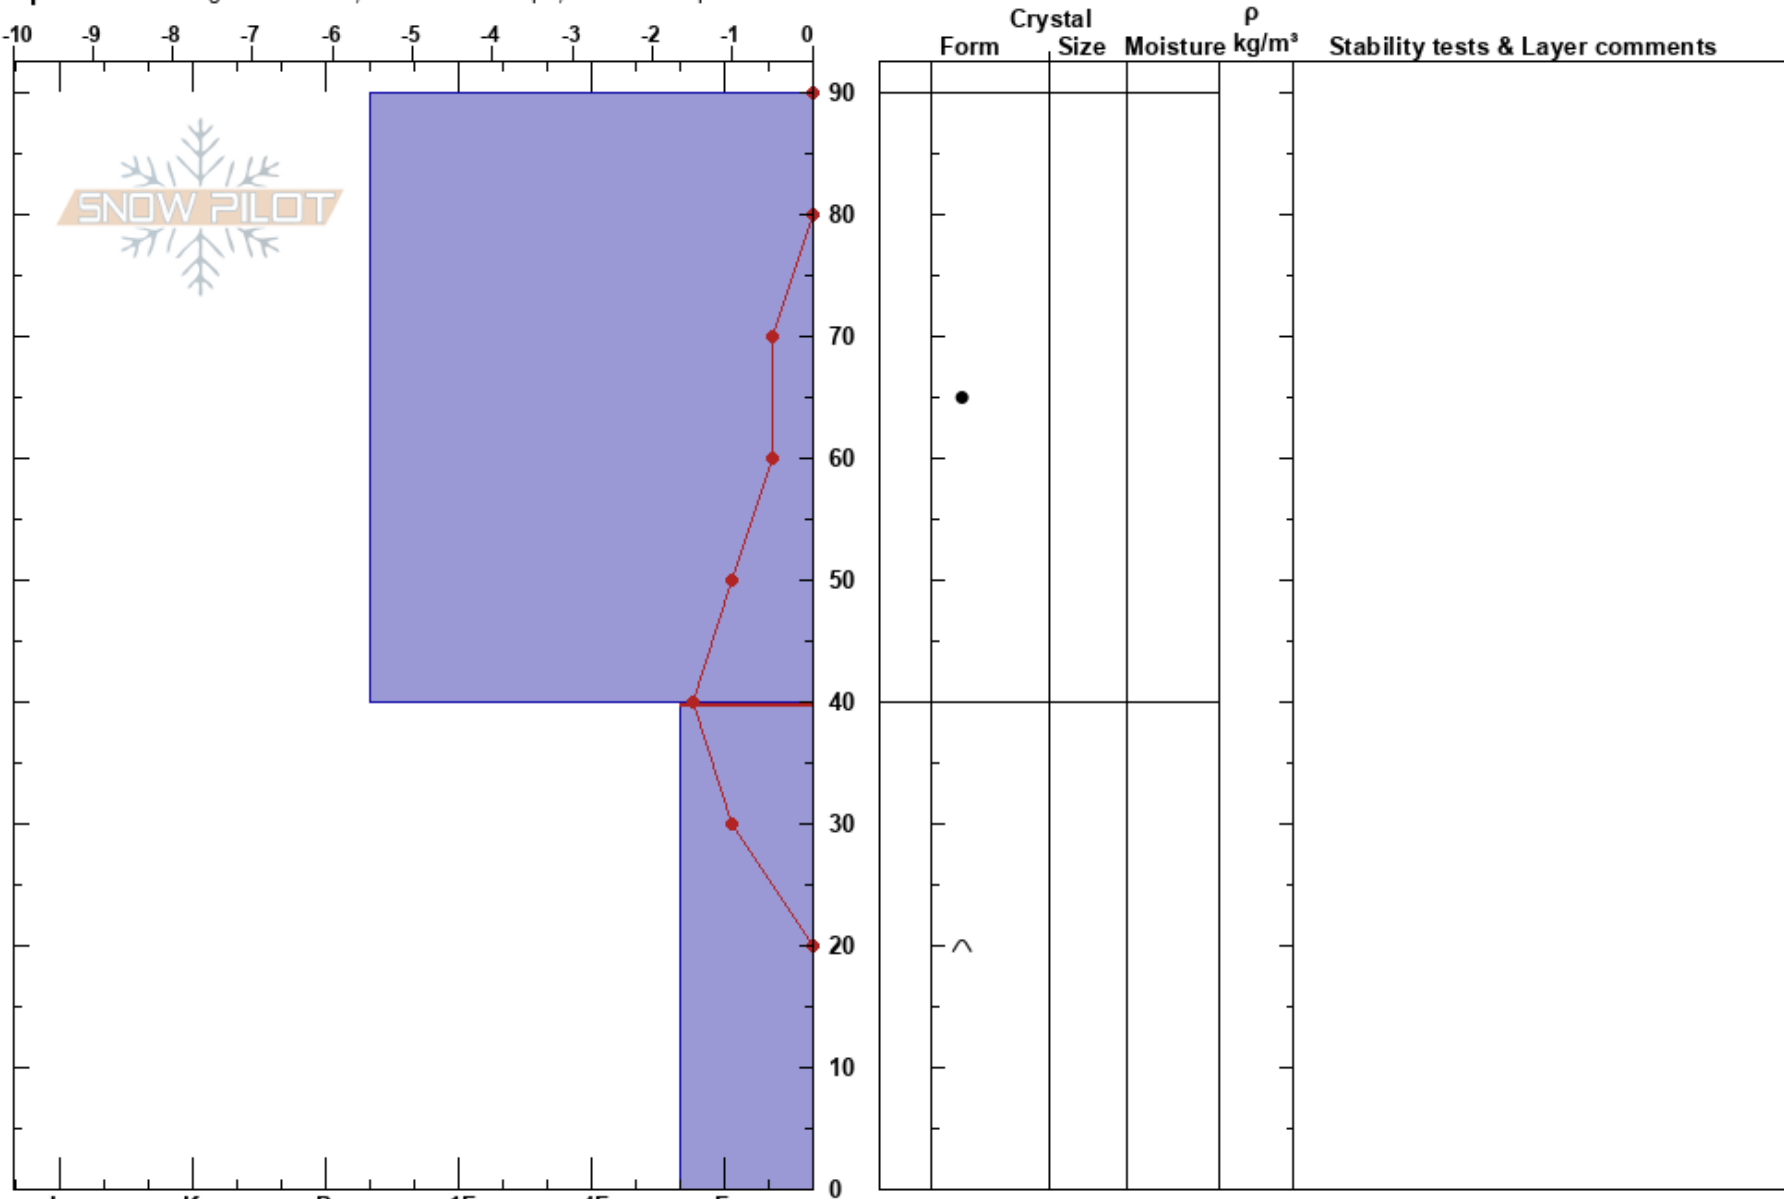 Crystal ρ
-10 -9 -8 -7 -6 -5 -4 -3 -2 -1 0
Form Size Moisture kg/m³ Stability tests & Layer comments
90
SNOW PILOT
80
70
60
50
40
30
20
10
0